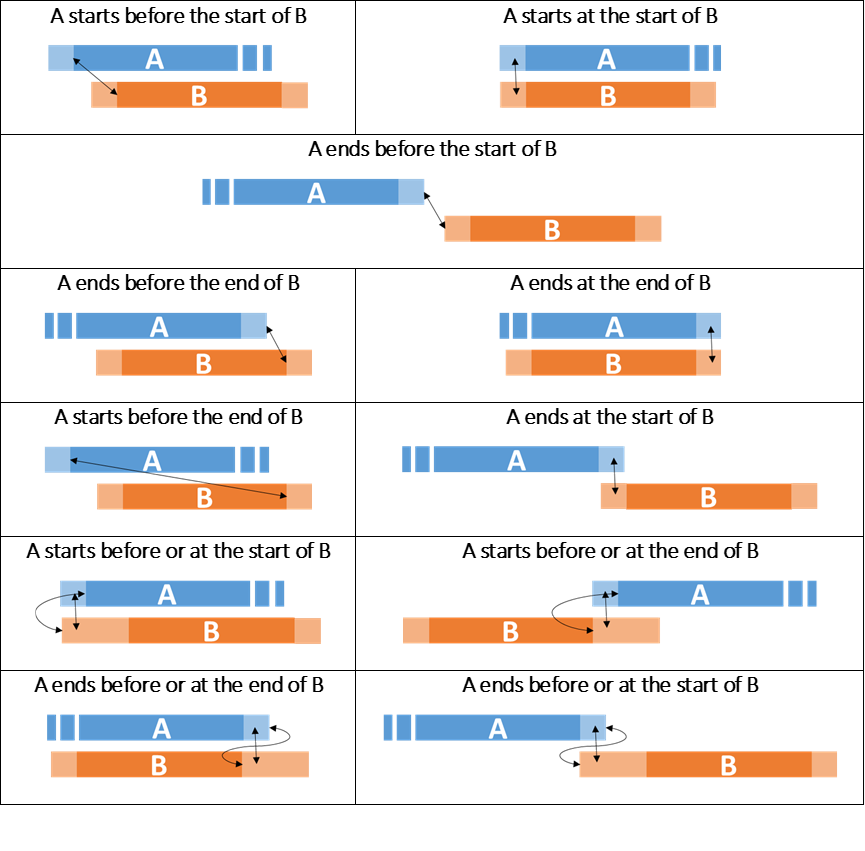 A starts before the start of B
A starts at the start of B
A
B
A
B
A ends before the start of B
A
B
A ends before the end of B
A ends at the end of B
A
B
A
B
A starts before the end of B
A ends at the start of B
A
B
A
B
A starts before or at the start of B
A starts before or at the end of B
A
B
A
B
A ends before or at the end of B
A ends before or at the start of B
A
B
A
B